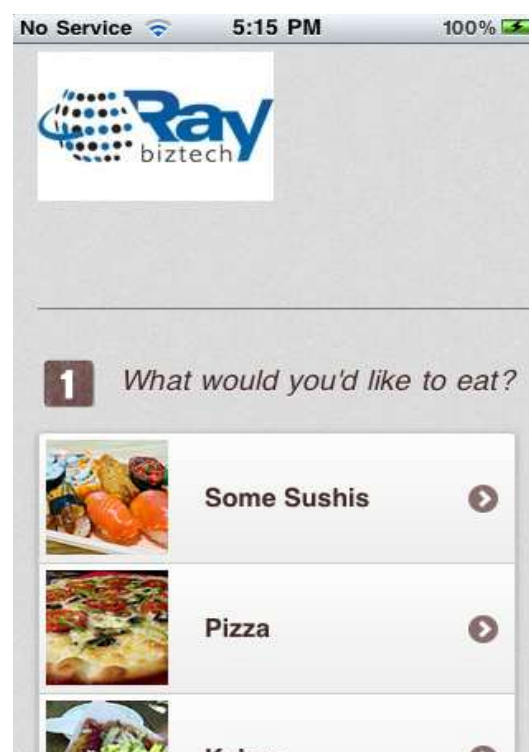 No Service 5:15 PM 100%
Ray
biztech
1 What would you'd like to eat?
Some Sushis
Pizza